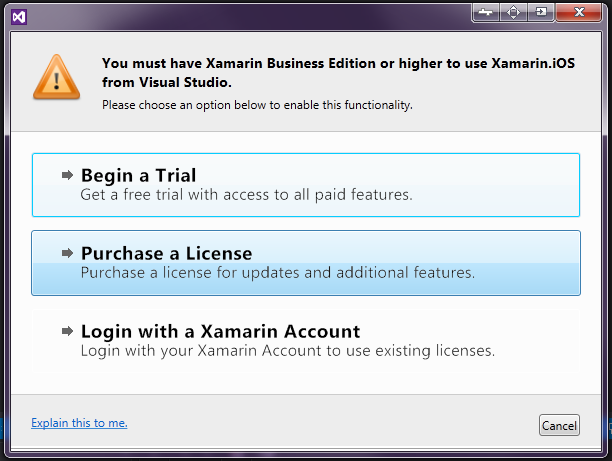 You must have Xamarin Business Edition or higher to use Xamarin.iOS
from Visual Studio.
Please choose an option below to enable this functionality.
Begin a Trial
Get a free trial with access to all paid features.
Purchase a License
Purchase a license for updates and additional features.
Login with a Xamarin Account
Login with your Xamarin Account to use existing licenses.
Explain this to me.
Cancel